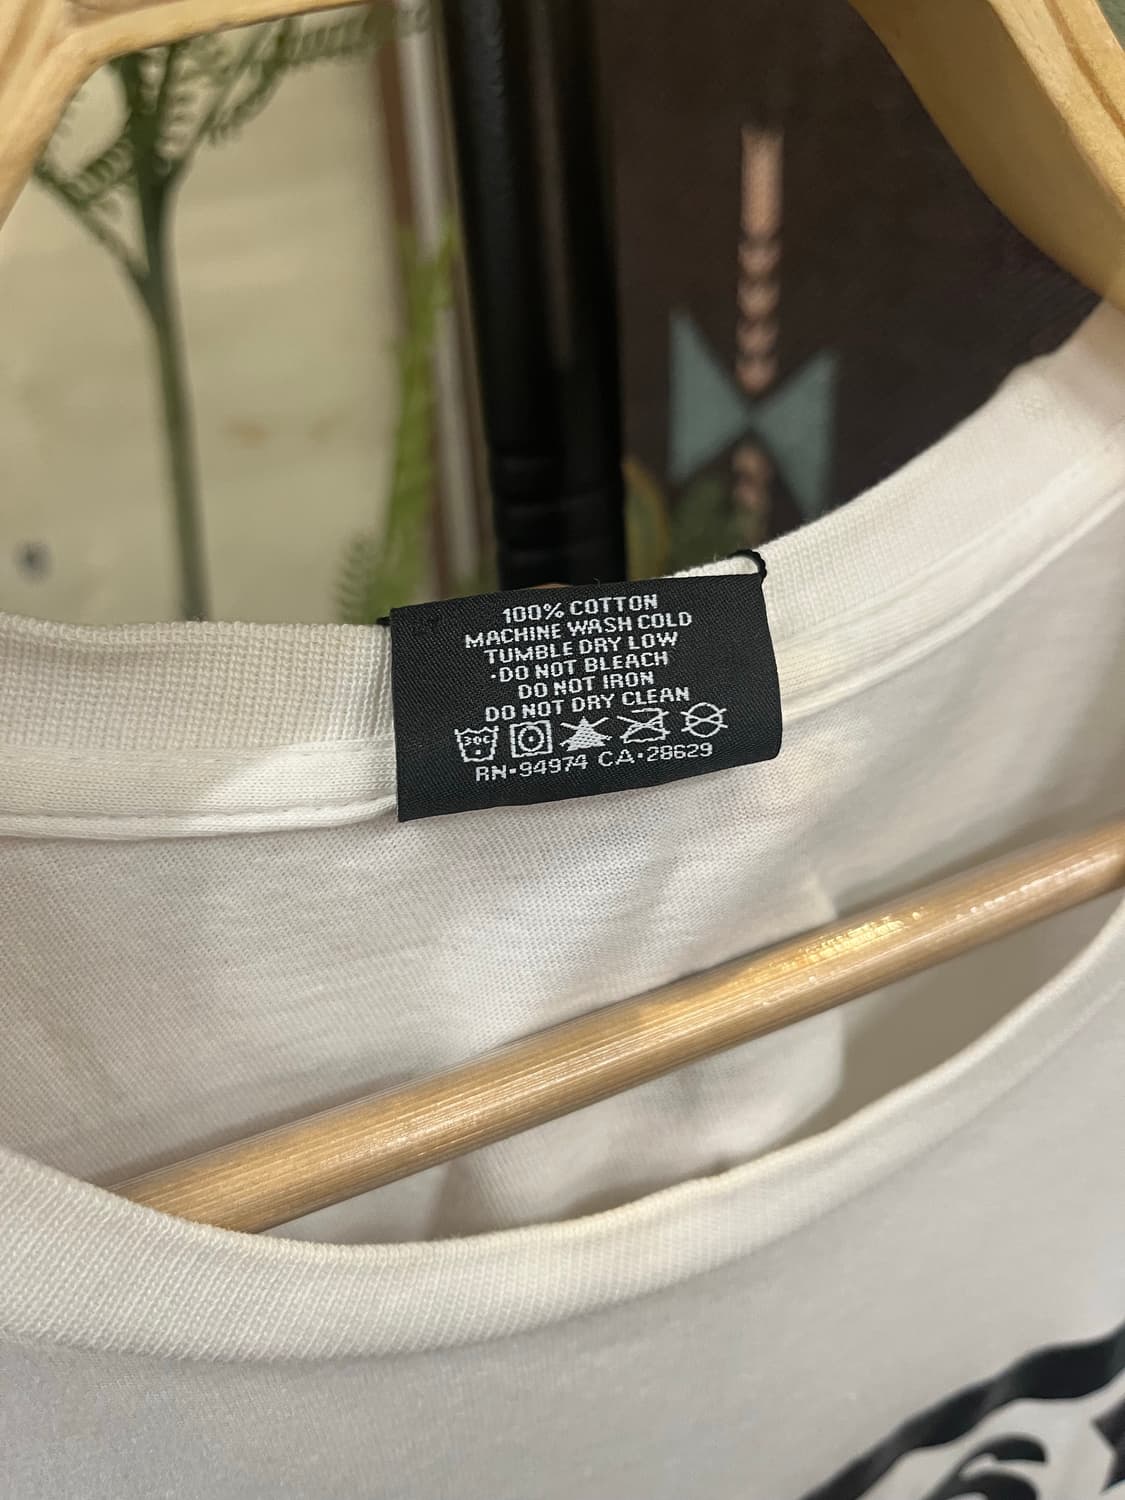 100% COTTON
MACHINE WASH COLD
TUMBLE DRY LOW
·DO NOT BLEACH
DO NOT IRON
DO NOT DRY CLEAN
30C
RN·94974 CA·28629